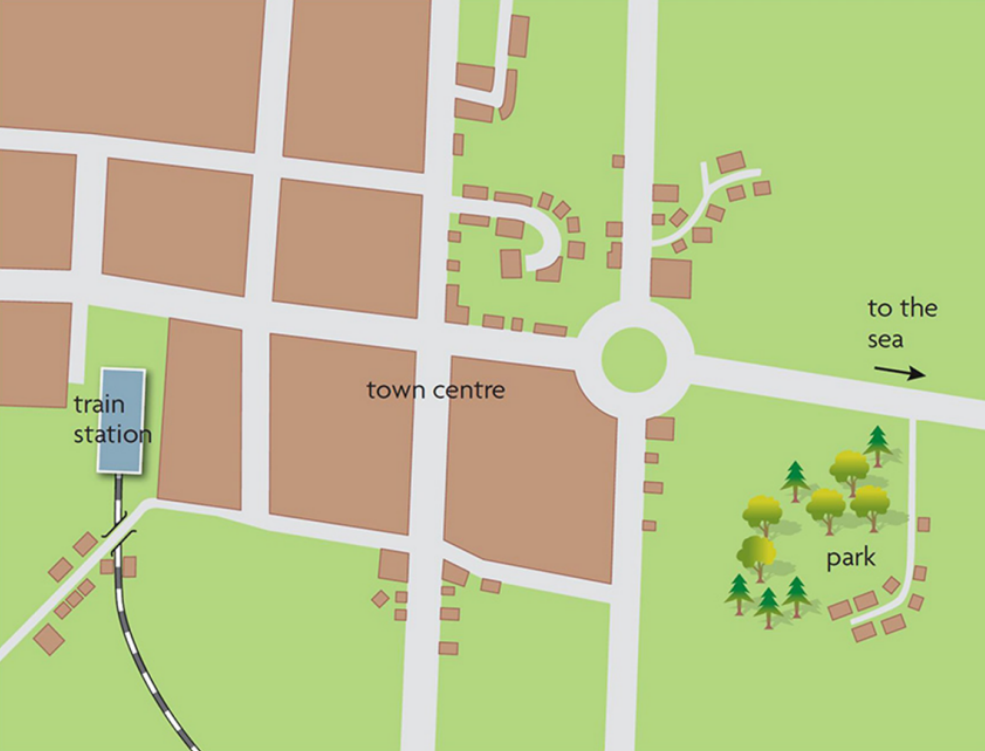 to the
sea
town centre
train
station
park